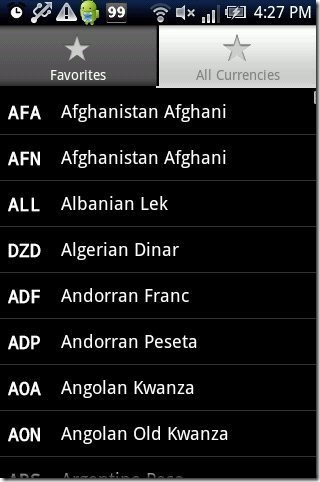 99 4:27 PM
Favorites All Currencies
AFA Afghanistan Afghani
AFN Afghanistan Afghani
ALL Albanian Lek
DZD Algerian Dinar
ADF Andorran Franc
ADP Andorran Peseta
AOA Angolan Kwanza
AON Angolan Old Kwanza